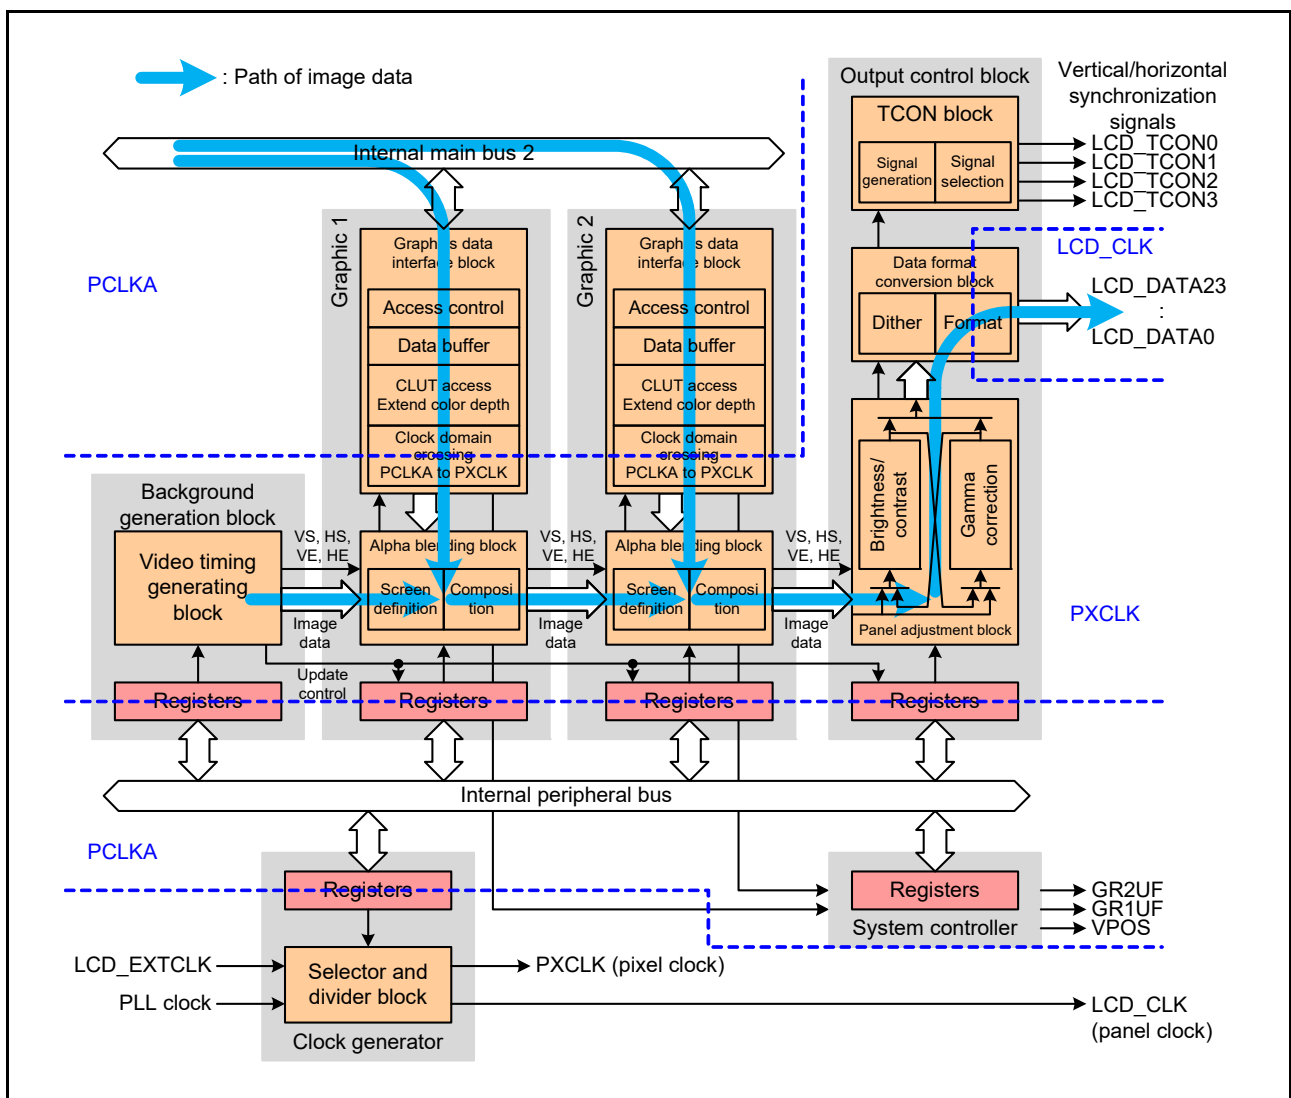 : Path of image data
Output control block
Vertical/horizontal
synchronization
signals
TCON block
Signal
generation
Signal
selection
LCD_TCON0
LCD_TCON1
LCD_TCON2
LCD_TCON3
Internal main bus 2
PCLKA
Graphic 1
Graphics data
interface block
Access control
Data buffer
CLUT access
Extend color depth
Clock domain
crossing
PCLKA to PXCLK
Graphic 2
Graphics data
interface block
Access control
Data buffer
CLUT access
Extend color depth
Clock domain
crossing
PCLKA to PXCLK
LCD_CLK
Data format
conversion block
Dither
Format
LCD_DATA23
:
LCD_DATA0
Background
generation block
Video timing
generating
block
VS, HS,
VE, HE
Image
data
Alpha blending block
Screen
definition
Composi
tion
VS, HS,
VE, HE
Image
data
Alpha blending block
Screen
definition
Composi
tion
VS, HS,
VE, HE
Image
data
Brightness/
contrast
Gamma
correction
Panel adjustment block
PXCLK
Update
control
Registers
Registers
Registers
Registers
Internal peripheral bus
PCLKA
Registers
Registers
System controller
GR2UF
GR1UF
VPOS
LCD_EXTCLK
PLL clock
Selector and
divider block
Clock generator
PXCLK (pixel clock)
LCD_CLK
(panel clock)